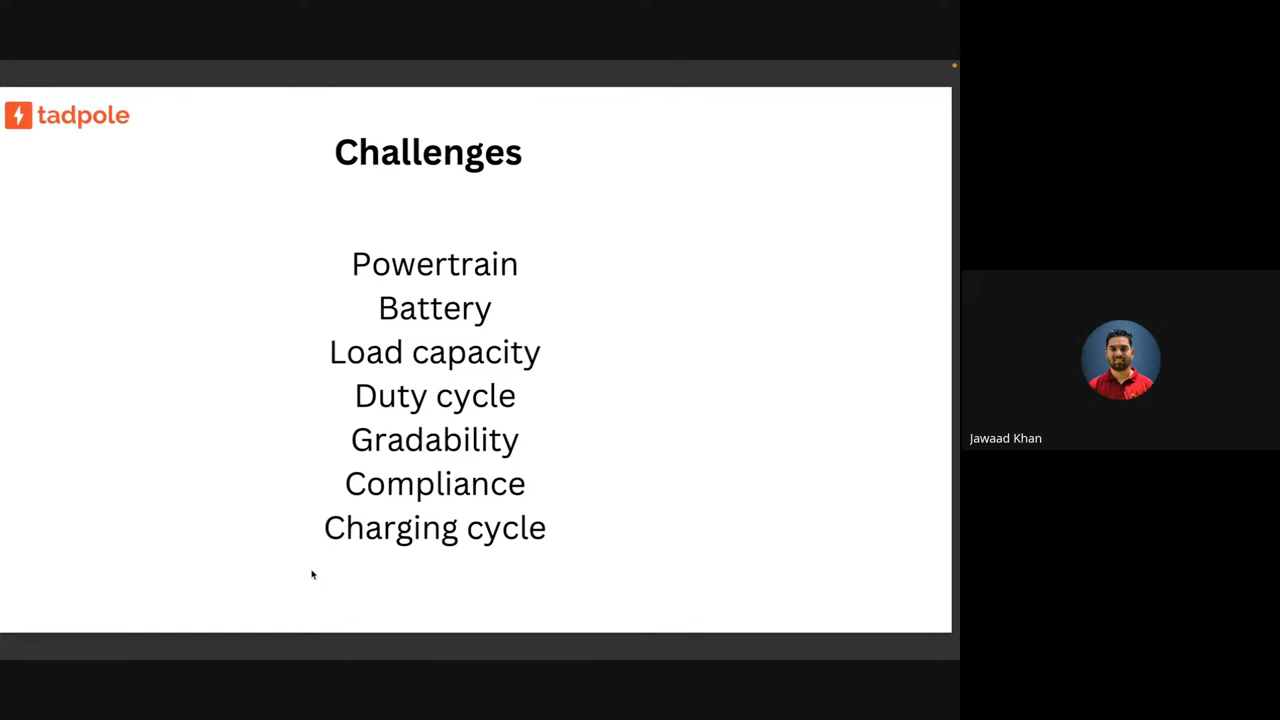 tadpole
Challenges
Powertrain
Battery
Load capacity
Duty cycle
Gradability
Compliance
Charging cycle
Jawaad Khan